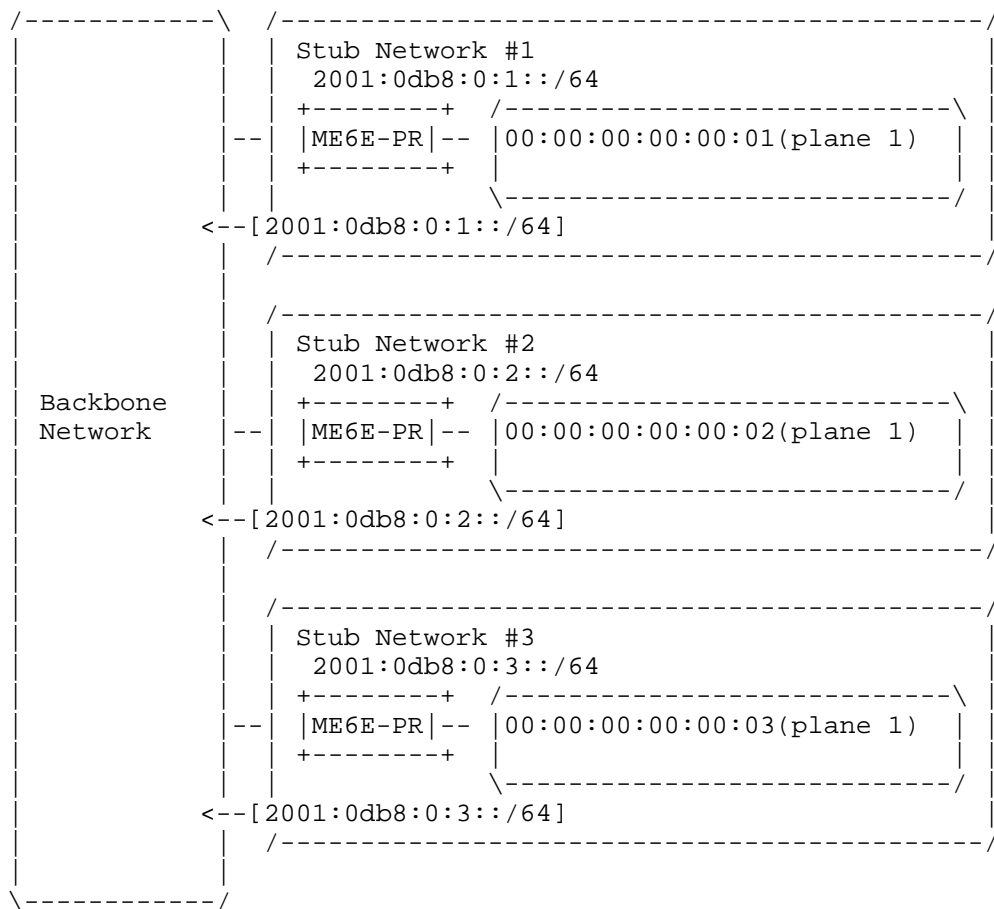 Stub Network #1
2001:0db8:0:1::/64
ME6E-PR
00:00:00:00:00:01(plane 1)
<--[2001:0db8:0:1::/64]
Stub Network #2
2001:0db8:0:2::/64
Backbone
Network
ME6E-PR
00:00:00:00:00:02(plane 1)
<--[2001:0db8:0:2::/64]
Stub Network #3
2001:0db8:0:3::/64
ME6E-PR
00:00:00:00:00:03(plane 1)
<--[2001:0db8:0:3::/64]